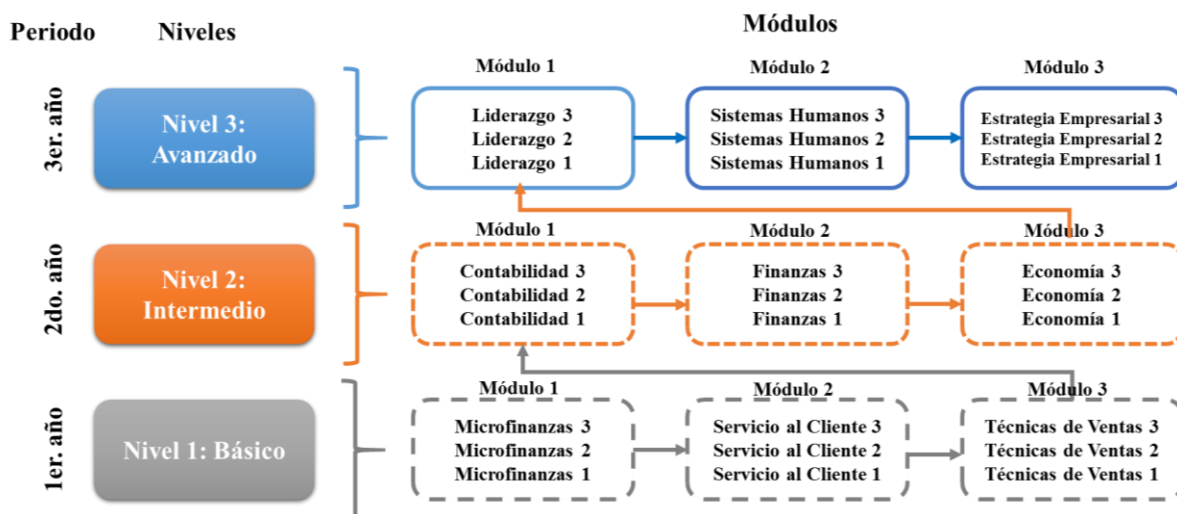 Periodo
Niveles
Módulos
3er. año
Nivel 3:
Avanzado
Módulo 1
Liderazgo 3
Liderazgo 2
Liderazgo 1
Módulo 2
Sistemas Humanos 3
Sistemas Humanos 2
Sistemas Humanos 1
Módulo 3
Estrategia Empresarial 3
Estrategia Empresarial 2
Estrategia Empresarial 1
2do. año
Nivel 2:
Intermedio
Módulo 1
Contabilidad 3
Contabilidad 2
Contabilidad 1
Módulo 2
Finanzas 3
Finanzas 2
Finanzas 1
Módulo 3
Economía 3
Economía 2
Economía 1
1er. año
Nivel 1: Básico
Módulo 1
Microfinanzas 3
Microfinanzas 2
Microfinanzas 1
Módulo 2
Servicio al Cliente 3
Servicio al Cliente 2
Servicio al Cliente 1
Módulo 3
Técnicas de Ventas 3
Técnicas de Ventas 2
Técnicas de Ventas 1